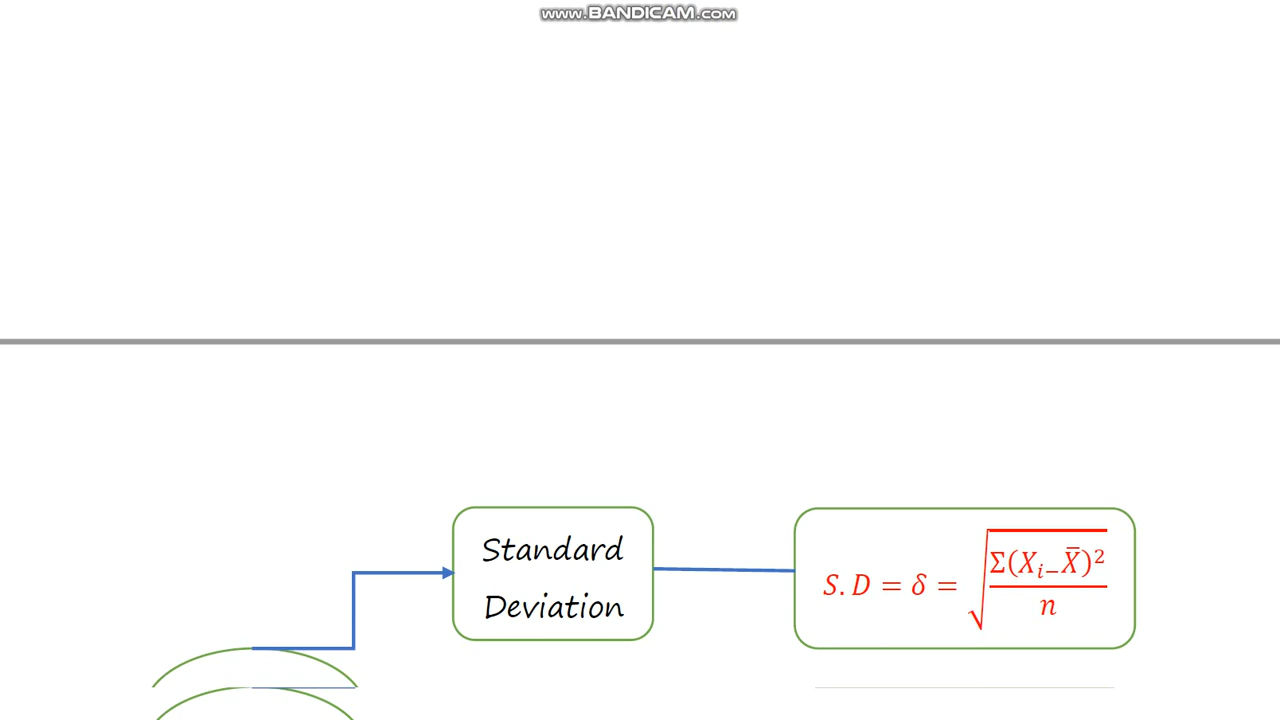 www.BANDICAM.com
Standard
Deviation
S.D = δ = √(Σ(Xᵢ₋X̄)²/n)